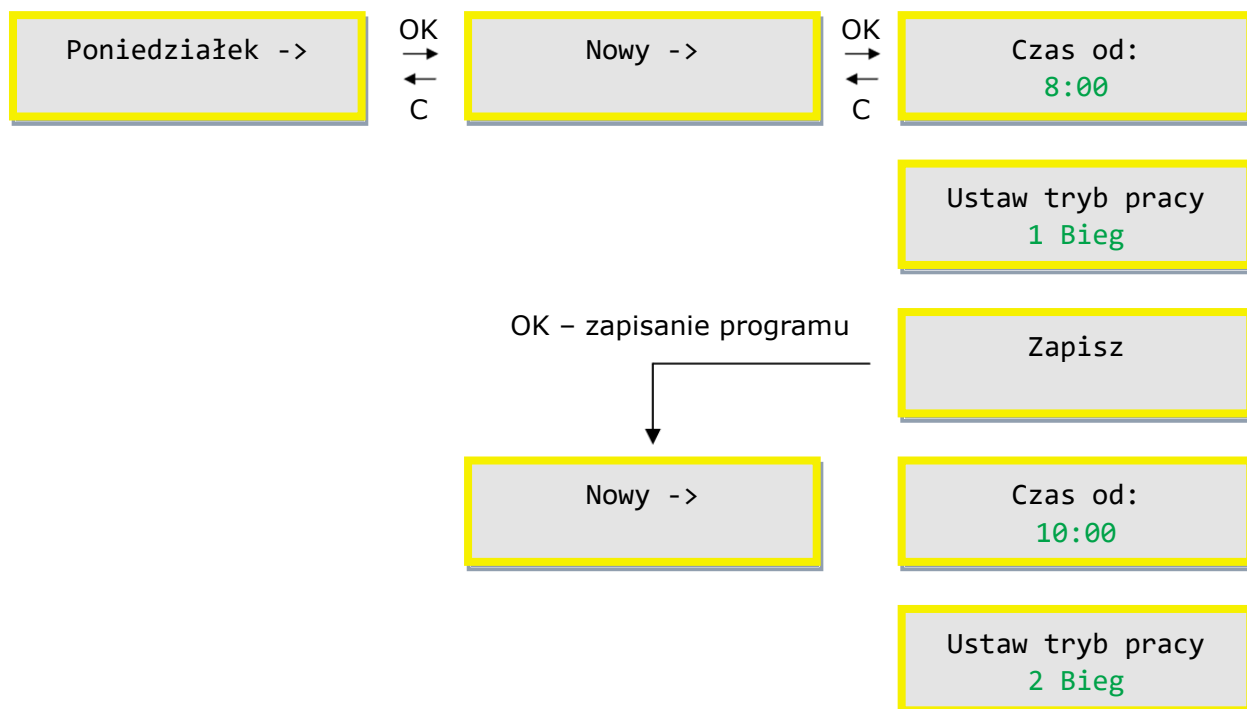 Poniedziałek ->
OK
C
Nowy ->
OK
C
Czas od:
8:00
Ustaw tryb pracy
1 Bieg
OK – zapisanie programu
Zapisz
Nowy ->
Czas od:
10:00
Ustaw tryb pracy
2 Bieg